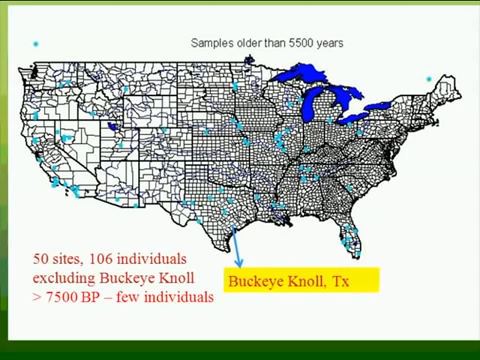 Samples older than 5500 years
50 sites, 106 individuals
excluding Buckeye Knoll
> 7500 BP – few individuals
Buckeye Knoll, Tx